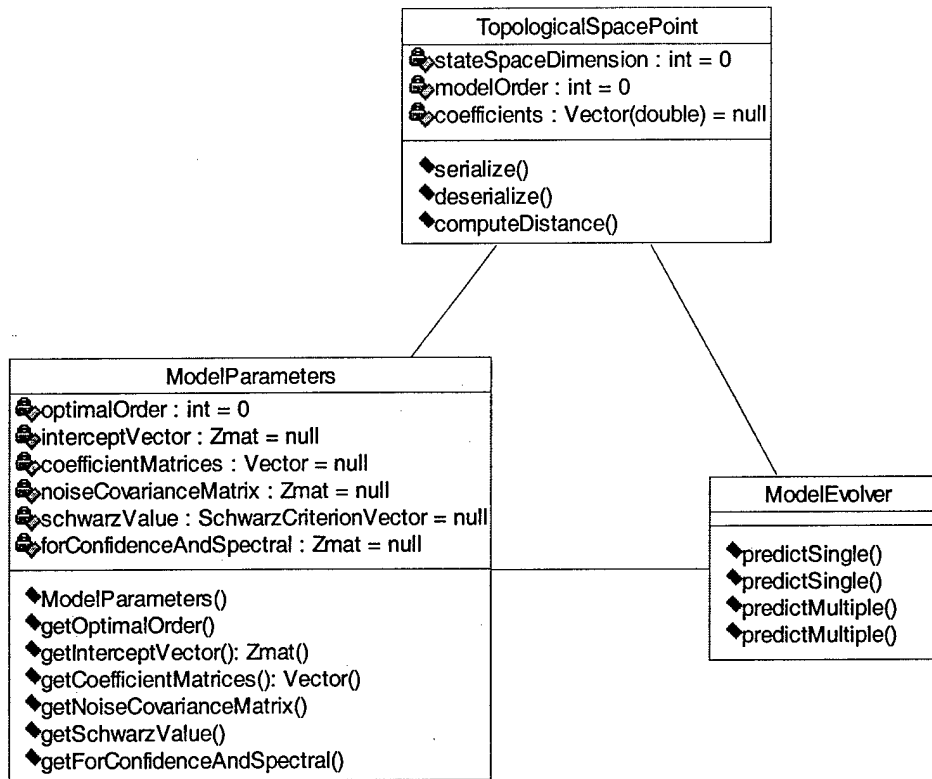 TopologicalSpacePoint
stateSpaceDimension : int = 0
modelOrder : int = 0
coefficients : Vector(double) = null
serialize()
deserialize()
computeDistance()
ModelParameters
optimalOrder : int = 0
interceptVector : Zmat = null
coefficientMatrices : Vector = null
noiseCovarianceMatrix : Zmat = null
schwarzValue : SchwarzCriterionVector = null
forConfidenceAndSpectral : Zmat = null
ModelParameters()
getOptimalOrder()
getInterceptVector(): Zmat()
getCoefficientMatrices(): Vector()
getNoiseCovarianceMatrix()
getSchwarzValue()
getForConfidenceAndSpectral()
ModelEvolver
predictSingle()
predictSingle()
predictMultiple()
predictMultiple()